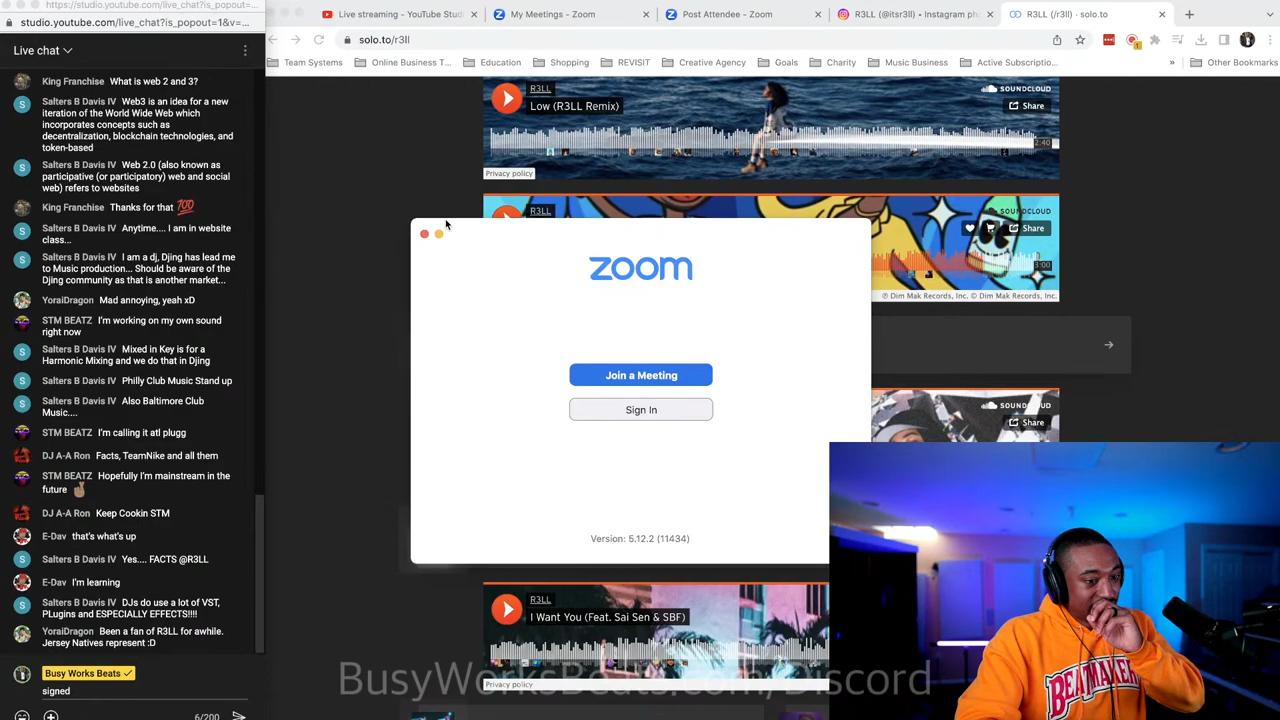 https://studio.youtube.com/live_chat?is_popout=
studio.youtube.com/live_chat?is_popout=1&v=...
Live chat
King Franchise What is web 2 and 3?
Salters B Davis IV Web3 is an idea for a new
iteration of the World Wide Web which
incorporates concepts such as
decentralization, blockchain technologies, and
token-based
Salters B Davis IV Web 2.0 (also known as
participative (or participatory) web and social
web) refers to websites
King Franchise Thanks for that 💯
Salters B Davis IV Anytime.... I am in website
class...
Salters B Davis IV I am a dj, Djing has lead me
to Music production... Should be aware of the
Djing community as that is another market...
YoraiDragon Mad annoying, yeah xD
STM BEATZ I'm working on my own sound
right now
Salters B Davis IV Mixed in Key is for a
Harmonic Mixing and we do that in Djing
Salters B Davis IV Philly Club Music Stand up
Salters B Davis IV Also Baltimore Club
Music....
STM BEATZ I'm calling it atl plugg
DJ A-A Ron Facts, TeamNike and all them
STM BEATZ Hopefully I'm mainstream in the
future
DJ A-A Ron Keep Cookin STM
E-Dav that's what's up
Salters B Davis IV Yes.... FACTS @R3LL
E-Dav I'm learning
Salters B Davis IV DJs do use a lot of VST,
PLugins and ESPECIALLY EFFECTS!!!!
YoraiDragon Been a fan of R3LL for awhile.
Jersey Natives represent :D
Busy Works Beats
signed
6/200
Live streaming - YouTube Studi
My Meetings - Zoom
Post Attendee - Zoom
R3LL (@itsr3ll) • Instagram pho
R3LL (/r3ll) · solo.to
solo.to/r3ll
Team Systems
Online Business T...
Education
Shopping
REVISIT
Creative Agency
Goals
Charity
Music Business
Active Subscriptio...
»
Other Bookmarks
R3LL
Low (R3LL Remix)
SOUNDCLOUD
Share
2:40
Privacy policy
R3LL
SOUNDCLOUD
Share
3:00
℗ Dim Mak Records, Inc. © Dim Mak Records, Inc.
zoom
Join a Meeting
Sign In
Version: 5.12.2 (11434)
SOUNDCLOUD
Share
R3LL
I Want You (Feat. Sai Sen & SBF)
Privacy policy
BusyWorksBeats.com/Discord
BEATMAKER